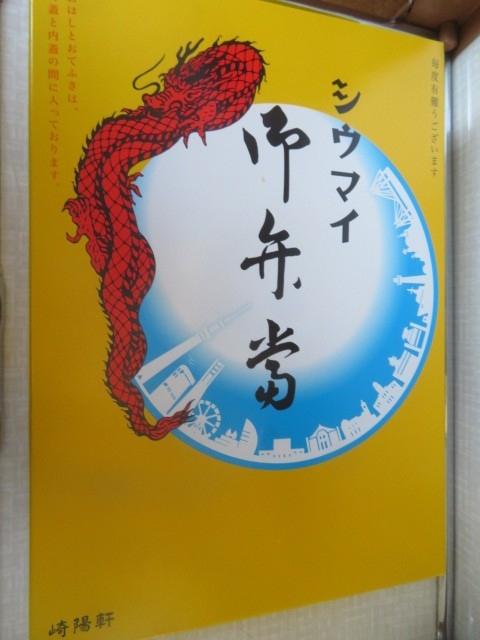 毎度有難うございます
シウマイ
御弁当
おはしとおてふきは、
蓋と内蓋の間に入っております。
崎陽軒